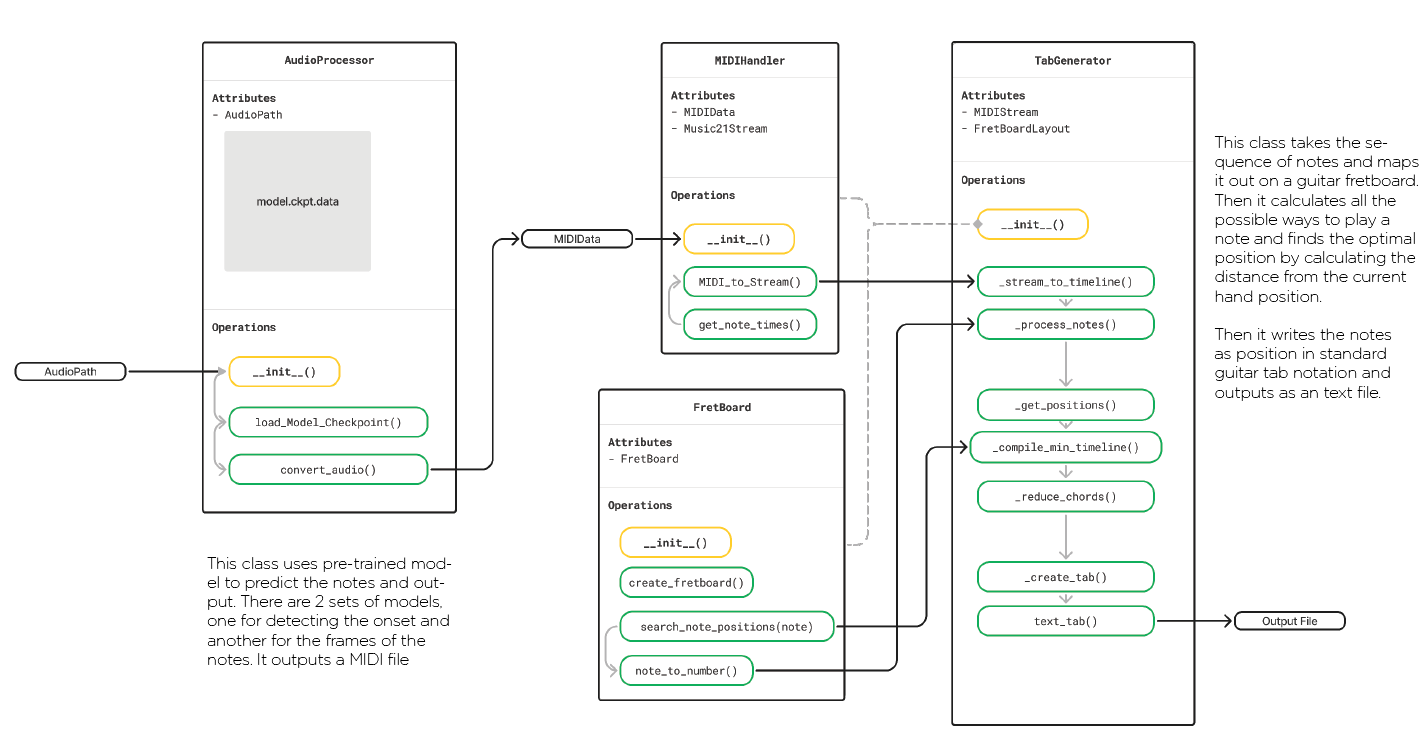 AudioProcessor
Attributes
- AudioPath
model.ckpt.data
Operations
AudioPath
__init__()
load_Model_Checkpoint()
convert_audio()
This class uses pre-trained mod-
el to predict the notes and out-
put. There are 2 sets of models,
one for detecting the onset and
another for the frames of the
notes. It outputs a MIDI file
MIDIData
MIDIHandler
Attributes
- MIDIData
- Music21Stream
Operations
__init__()
MIDI_to_Stream()
get_note_times()
FretBoard
Attributes
- FretBoard
Operations
__init__()
create_fretboard()
search_note_positions(note)
note_to_number()
TabGenerator
Attributes
- MIDIStream
- FretBoardLayout
Operations
__init__()
_stream_to_timeline()
_process_notes()
_get_positions()
_compile_min_timeline()
_reduce_chords()
_create_tab()
text_tab()
Output File
This class takes the se-
quence of notes and maps
it out on a guitar fretboard.
Then it calculates all the
possible ways to play a
note and finds the optimal
position by calculating the
distance from the current
hand position.
Then it writes the notes
as position in standard
guitar tab notation and
outputs as an text file.